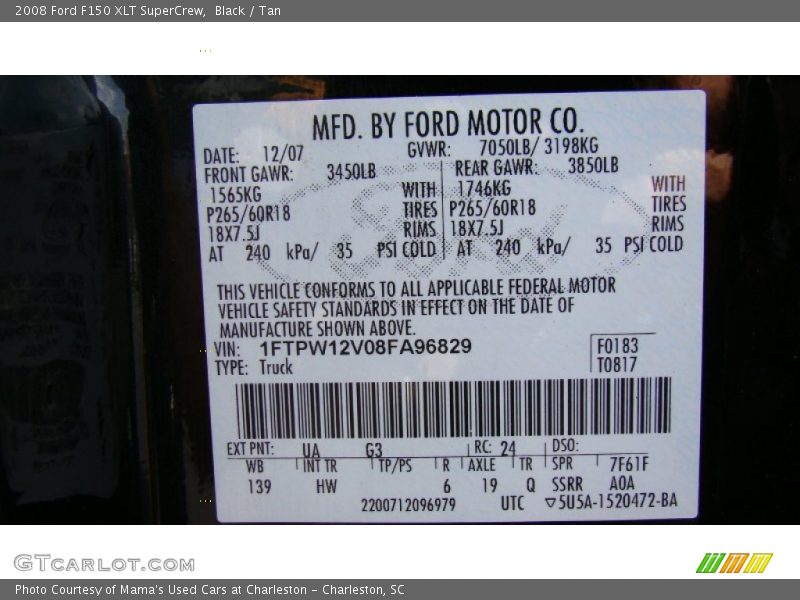 2008 Ford F150 XLT SuperCrew, Black / Tan
MFD. BY FORD MOTOR CO.
DATE: 12/07 GVWR: 7050LB/ 3198KG
FRONT GAWR: 3450LB REAR GAWR: 3850LB
1565KG WITH 1746KG WITH
P265/60R18 TIRES P265/60R18 TIRES
18X7.5J RIMS 18X7.5J RIMS
AT 240 kPa/ 35 PSI COLD AT 240 kPa/ 35 PSI COLD
THIS VEHICLE CONFORMS TO ALL APPLICABLE FEDERAL MOTOR
VEHICLE SAFETY STANDARDS IN EFFECT ON THE DATE OF
MANUFACTURE SHOWN ABOVE.
VIN: 1FTPW12V08FA96829 F0183
TYPE: Truck T0817
EXT PNT: UA G3 RC: 24 DSO:
WB INT TR TP/PS R AXLE TR SPR 7F61F
139 HW 6 19 Q SSRR A0A
2200712096979 UTC ▽5U5A-1520472-BA
GTCARLOT.COM
Photo Courtesy of Mama's Used Cars at Charleston - Charleston, SC